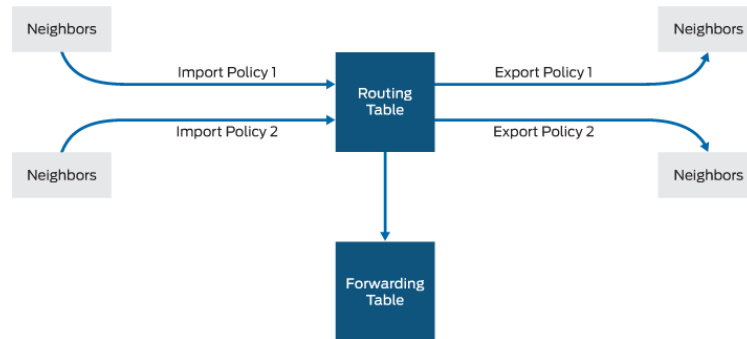 Neighbors
Neighbors
Import Policy 1
Export Policy 1
Routing
Table
Import Policy 2
Export Policy 2
Neighbors
Neighbors
Forwarding
Table